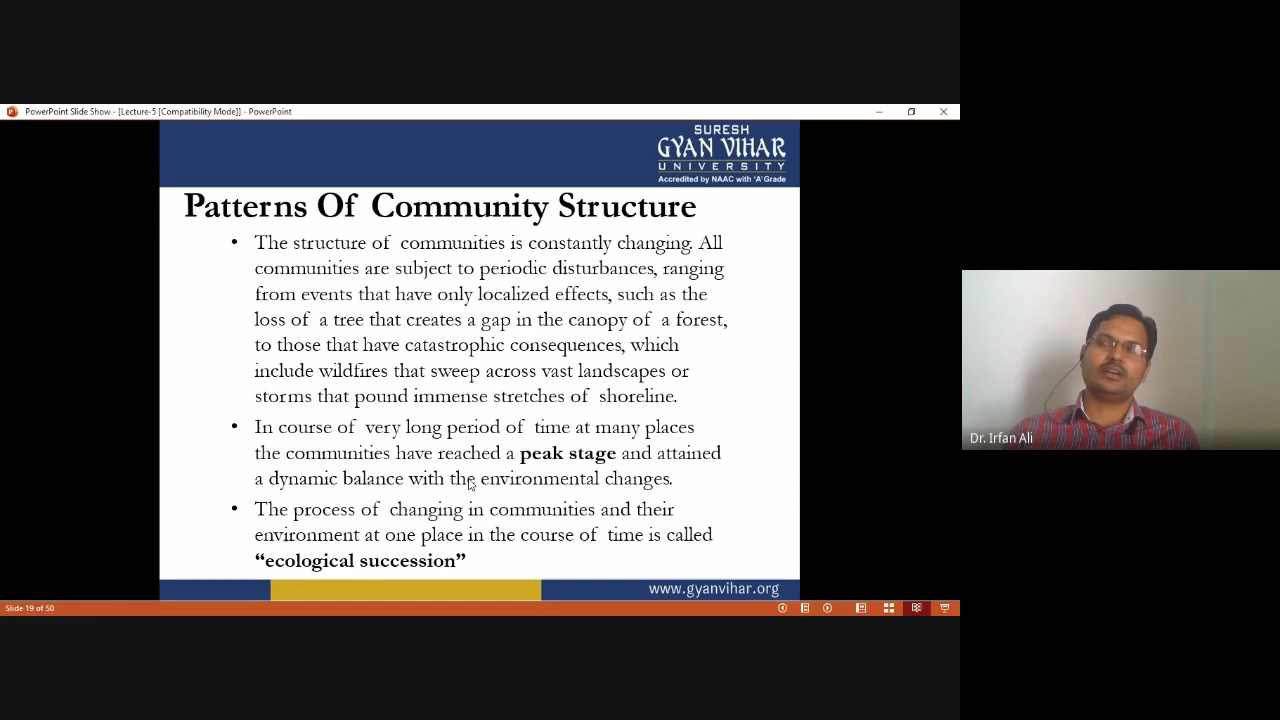 PowerPoint Slide Show - [Lecture-5 [Compatibility Mode]] - PowerPoint
SURESH
GYAN VIHAR
UNIVERSITY
Accredited by NAAC with 'A' Grade
Patterns Of Community Structure
• The structure of communities is constantly changing. All
communities are subject to periodic disturbances, ranging
from events that have only localized effects, such as the
loss of a tree that creates a gap in the canopy of a forest,
to those that have catastrophic consequences, which
include wildfires that sweep across vast landscapes or
storms that pound immense stretches of shoreline.
• In course of very long period of time at many places
the communities have reached a peak stage and attained
a dynamic balance with the environmental changes.
• The process of changing in communities and their
environment at one place in the course of time is called
“ecological succession”
www.gyanvihar.org
Slide 19 of 50
Dr. Irfan Ali